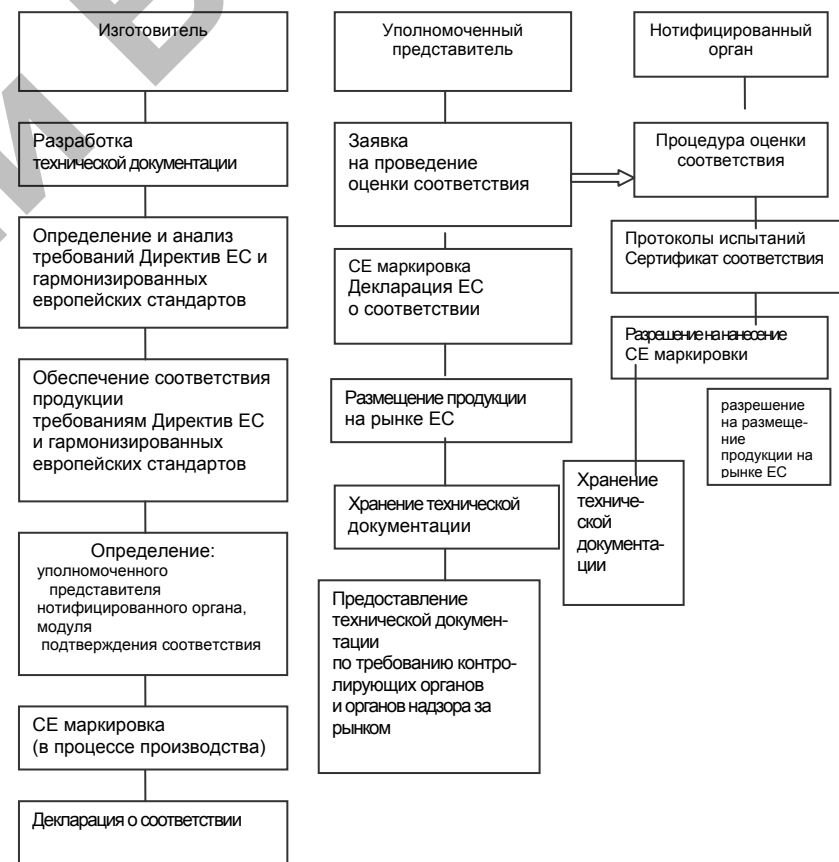 Изготовитель
Разработка
технической документации
Определение и анализ
требований Директив ЕС и
гармонизированных
европейских стандартов
Обеспечение соответствия
продукции
требованиям Директив ЕС
и гармонизированных
европейских стандартов
Определение:
уполномоченного
представителя
нотифицированного органа,
модуля
подтверждения соответствия
СЕ маркировка
(в процессе производства)
Декларация о соответствии
Уполномоченный
представитель
Заявка
на проведение
оценки соответствия
СЕ маркировка
Декларация ЕС
о соответствии
Размещение продукции
на рынке ЕС
Хранение технической
документации
Предоставление
технической докумен-
тации
по требованию контро-
лирующих органов
и органов надзора за
рынком
Нотифицированный
орган
Процедура оценки
соответствия
Протоколы испытаний
Сертификат соответствия
Разрешение на нанесение
СЕ маркировки
разрешение
на размеще-
ние
продукции на
рынке ЕС
Хранение
техниче-
ской
документа-
ции